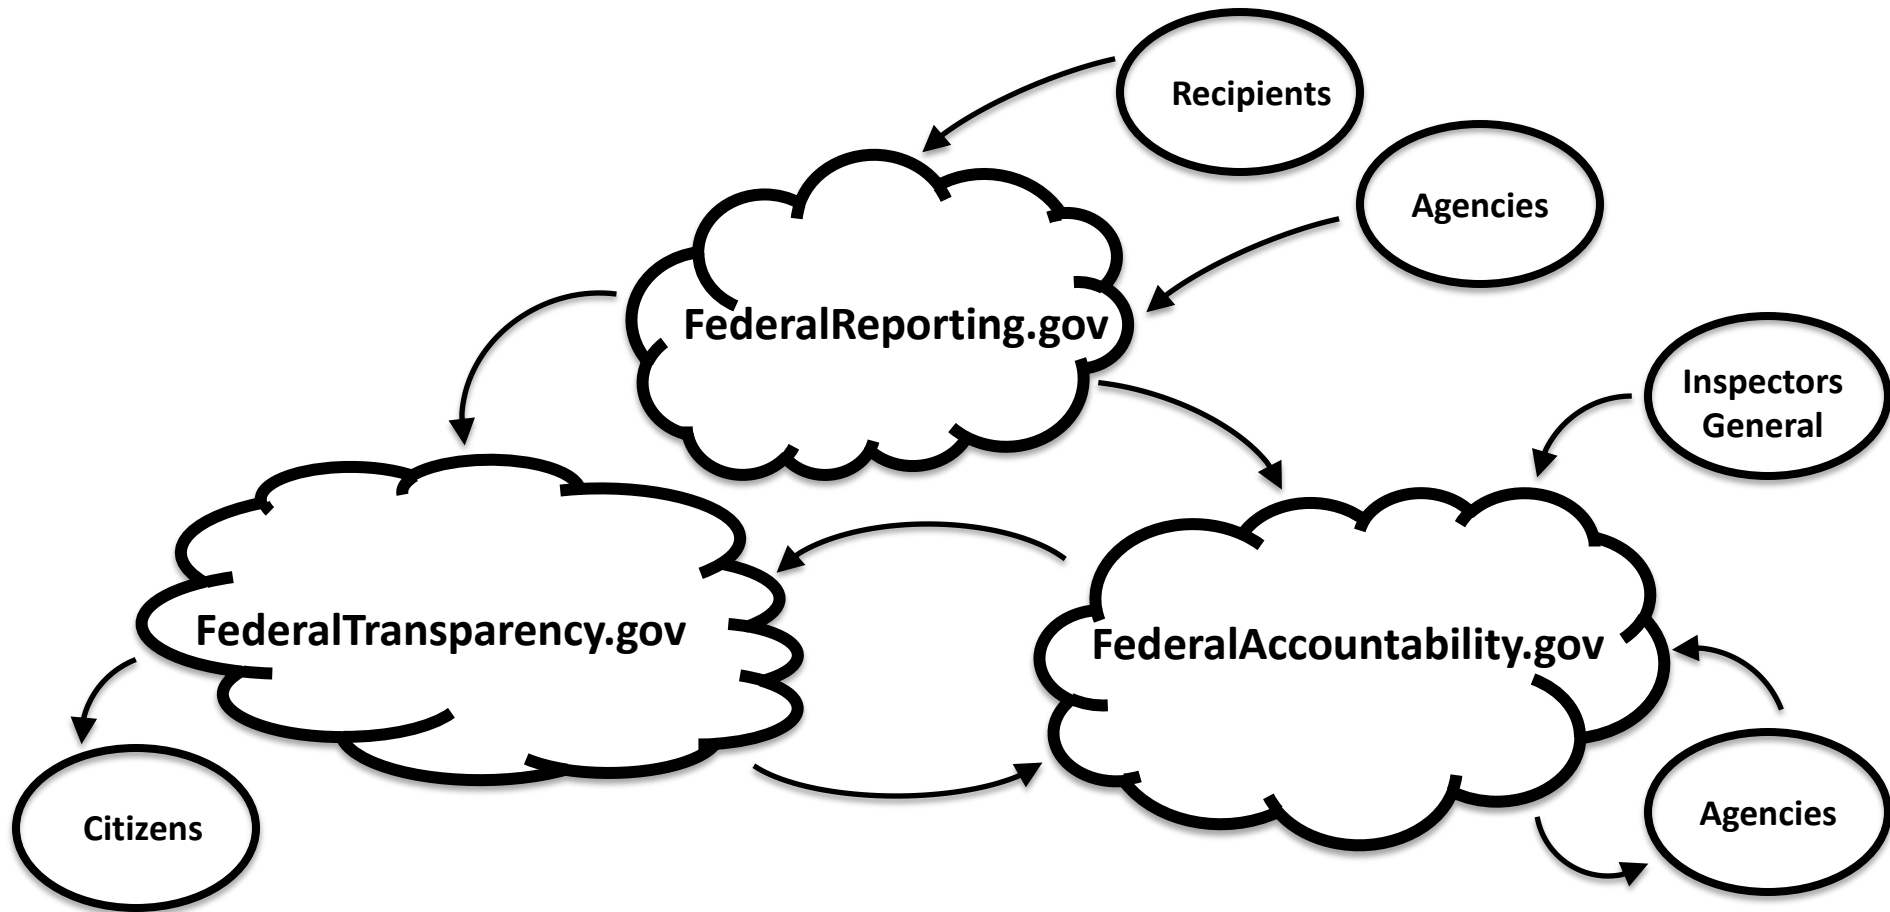 Recipients
Agencies
FederalReporting.gov
Inspectors
General
FederalTransparency.gov
FederalAccountability.gov
Citizens
Agencies